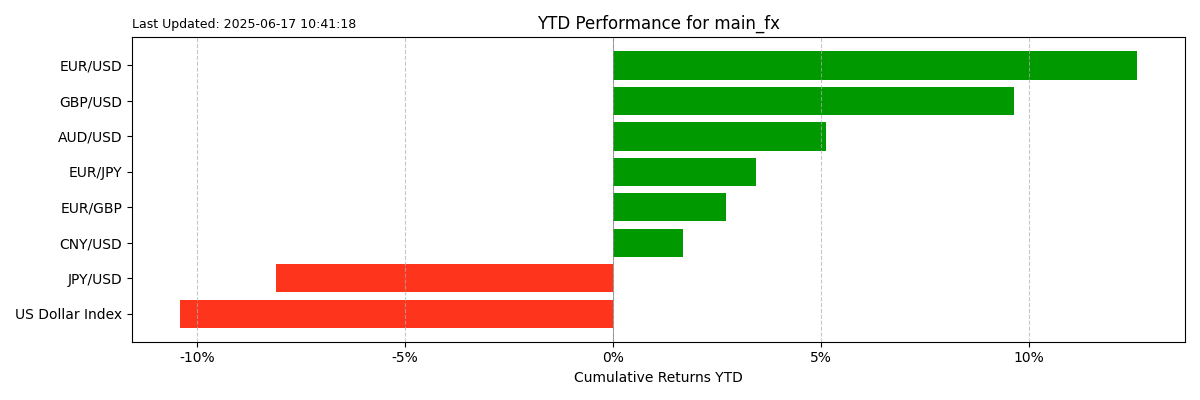 Last Updated: 2025-06-17 10:41:18
YTD Performance for main_fx
EUR/USD
GBP/USD
AUD/USD
EUR/JPY
EUR/GBP
CNY/USD
JPY/USD
US Dollar Index
-10%
-5%
0%
5%
10%
Cumulative Returns YTD